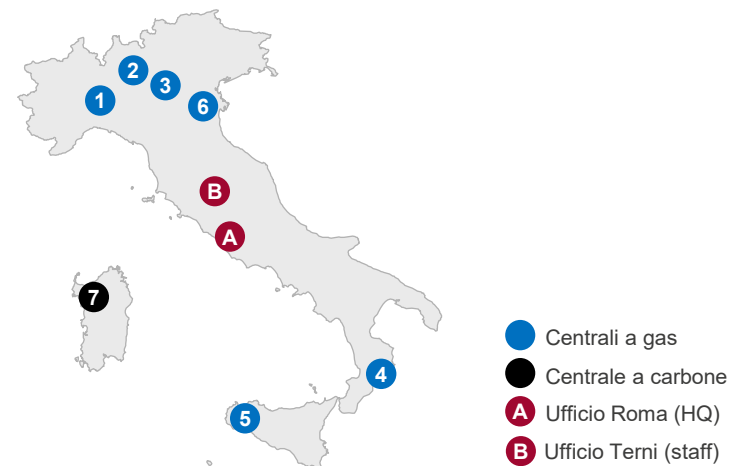 2
3
1
6
B
A
7
4
5
Centrali a gas
Centrale a carbone
A Ufficio Roma (HQ)
B Ufficio Terni (staff)